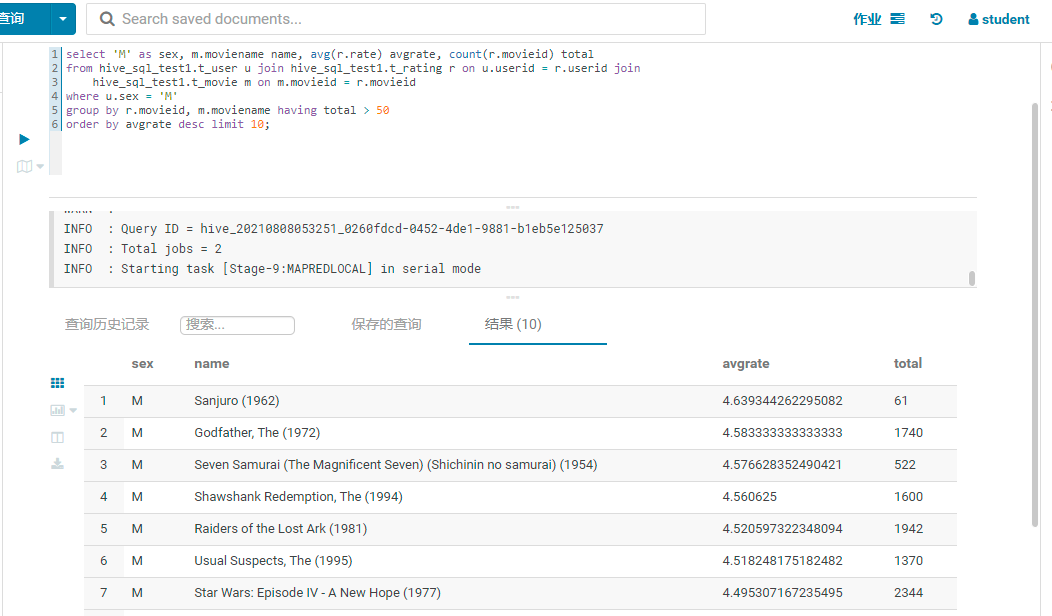 查询
Search saved documents...
作业
student
1 select 'M' as sex, m.moviename name, avg(r.rate) avgrate, count(r.movieid) total
2 from hive_sql_test1.t_user u join hive_sql_test1.t_rating r on u.userid = r.userid join
3 hive_sql_test1.t_movie m on m.movieid = r.movieid
4 where u.sex = 'M'
5 group by r.movieid, m.moviename having total > 50
6 order by avgrate desc limit 10;
INFO : Query ID = hive_20210808053251_0260fdcd-0452-4de1-9881-b1eb5e125037
INFO : Total jobs = 2
INFO : Starting task [Stage-9:MAPREDLOCAL] in serial mode
查询历史记录 搜索... 保存的查询 结果 (10)
sex name avgrate total
1 M Sanjuro (1962) 4.639344262295082 61
2 M Godfather, The (1972) 4.583333333333333 1740
3 M Seven Samurai (The Magnificent Seven) (Shichinin no samurai) (1954) 4.576628352490421 522
4 M Shawshank Redemption, The (1994) 4.560625 1600
5 M Raiders of the Lost Ark (1981) 4.520597322348094 1942
6 M Usual Suspects, The (1995) 4.518248175182482 1370
7 M Star Wars: Episode IV - A New Hope (1977) 4.495307167235495 2344